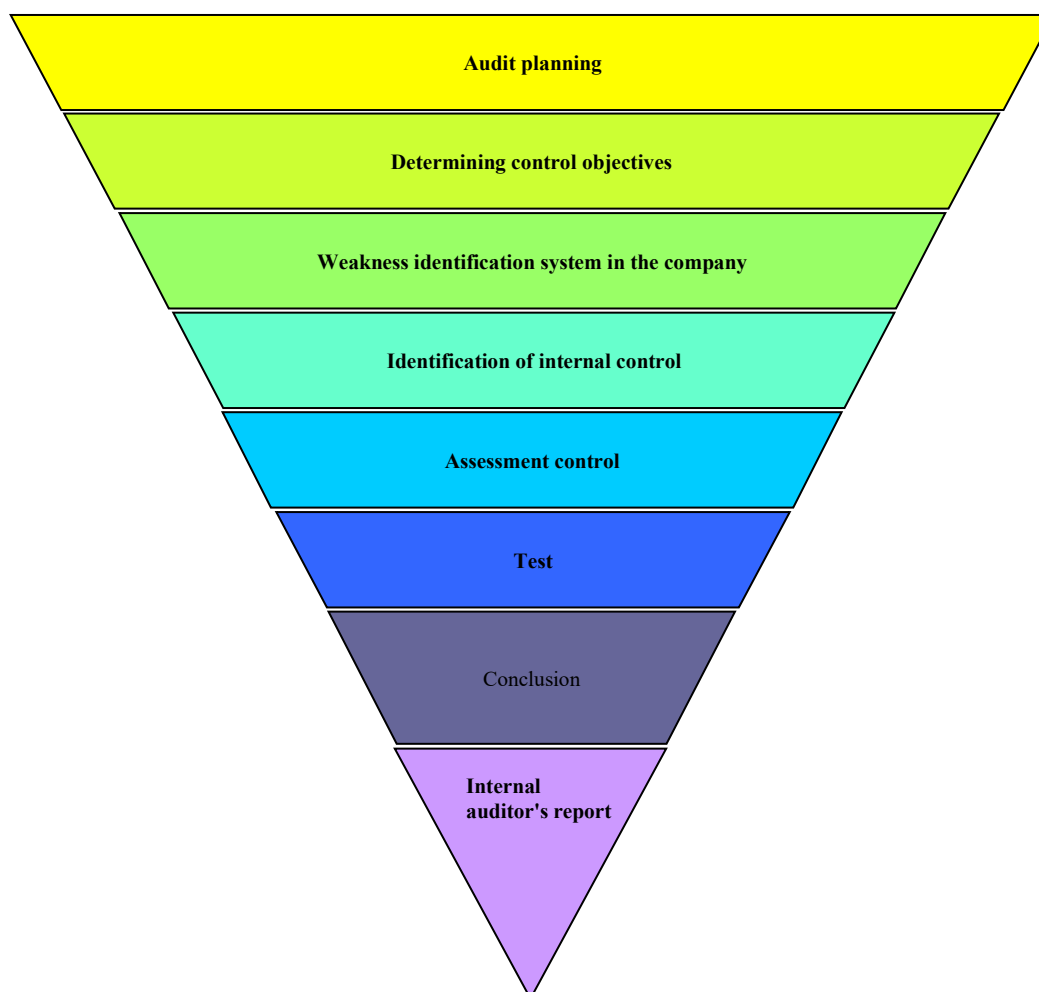 Audit planning
Determining control objectives
Weakness identification system in the company
Identification of internal control
Assessment control
Test
Conclusion
Internal
auditor's report